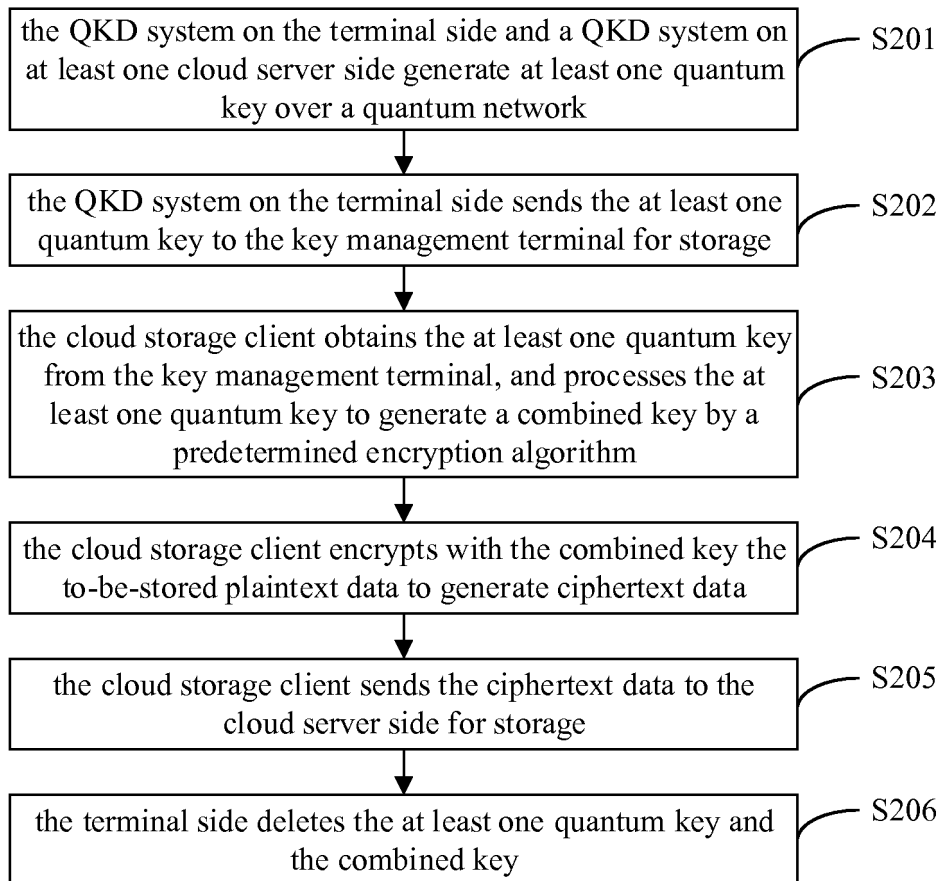 the QKD system on the terminal side and a QKD system on
at least one cloud server side generate at least one quantum
key over a quantum network
S201
the QKD system on the terminal side sends the at least one
quantum key to the key management terminal for storage
S202
the cloud storage client obtains the at least one quantum key
from the key management terminal, and processes the at
least one quantum key to generate a combined key by a
predetermined encryption algorithm
S203
the cloud storage client encrypts with the combined key the
to-be-stored plaintext data to generate ciphertext data
S204
the cloud storage client sends the ciphertext data to the
cloud server side for storage
S205
the terminal side deletes the at least one quantum key and
the combined key
S206